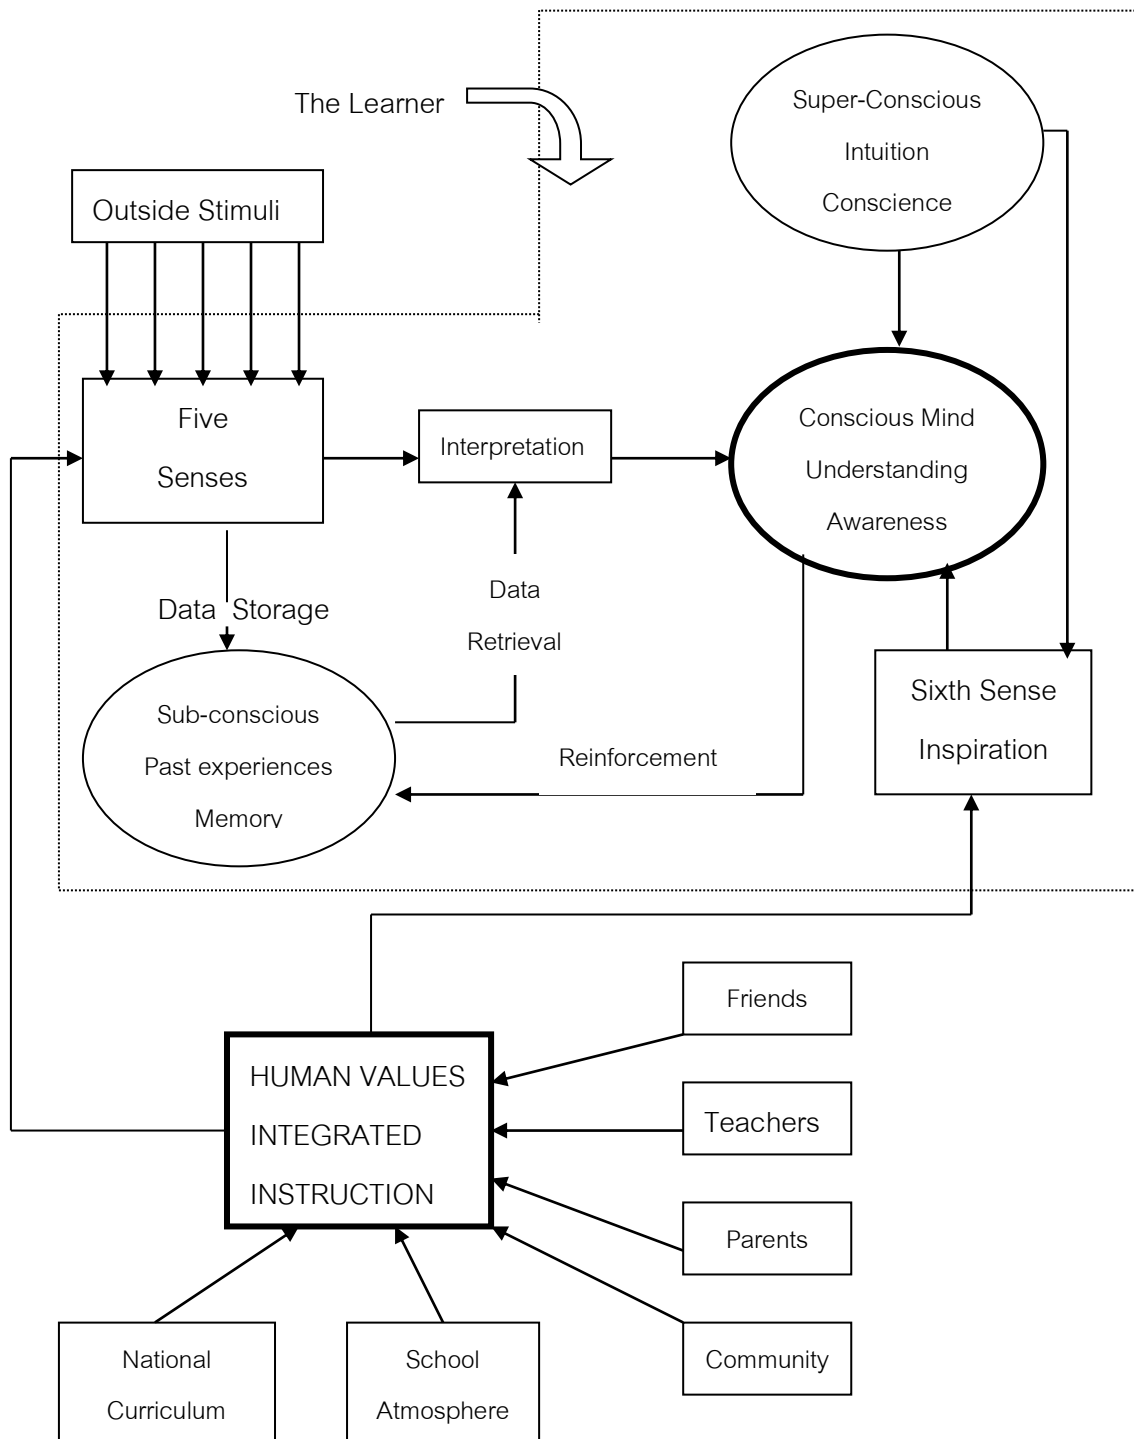 The Learner
Super-Conscious
Intuition
Conscience
Outside Stimuli
Five
Senses
Interpretation
Conscious Mind
Understanding
Awareness
Data Storage
Data
Retrieval
Sub-conscious
Past experiences
Memory
Reinforcement
Sixth Sense
Inspiration
HUMAN VALUES
INTEGRATED
INSTRUCTION
Friends
Teachers
Parents
Community
National
Curriculum
School
Atmosphere